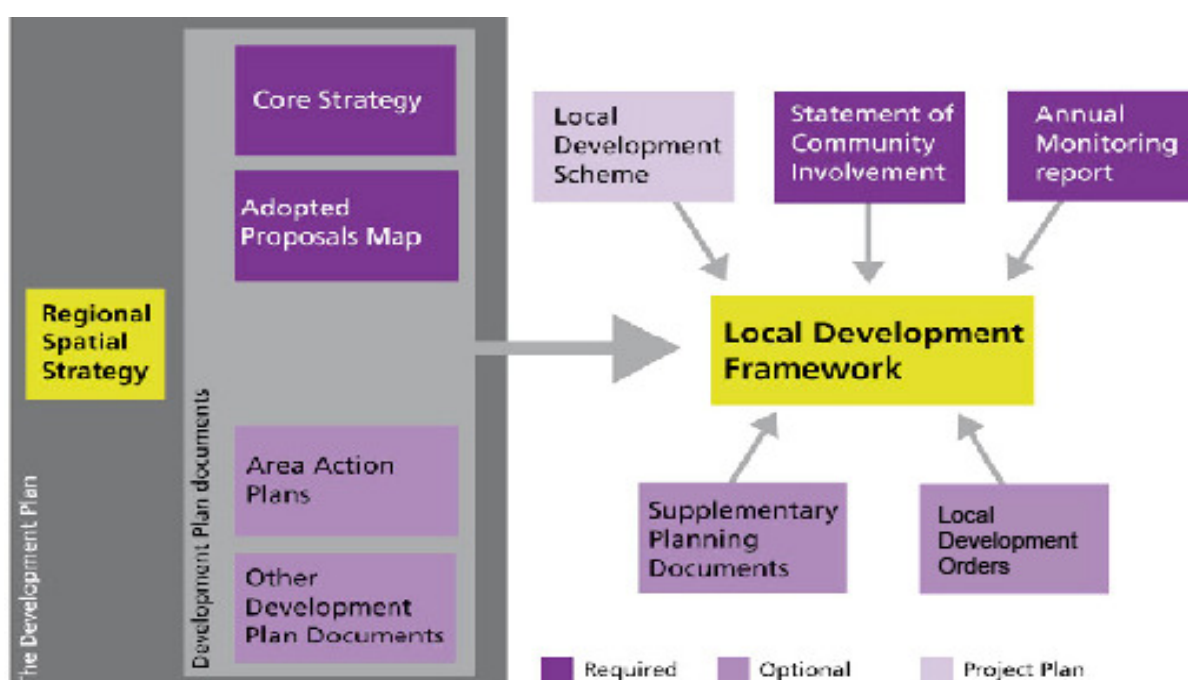 Core Strategy
Adopted
Proposals Map
Regional
Spatial
Strategy
Area Action
Plans
Other
Development
Plan Documents
he Development Plan
Development Plan documents
Local
Development
Scheme
Statement of
Community
Involvement
Annual
Monitoring
report
Local Development
Framework
Supplementary
Planning
Documents
Local
Development
Orders
Required
Optional
Project Plan